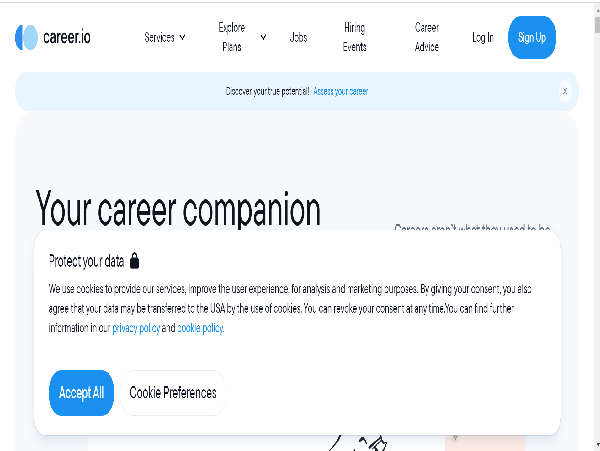 career.io
Services
Explore
Plans
Jobs
Hiring
Events
Career
Advice
Log In
Sign Up
Discover your true potential! Assess your career
x
Your career companion
Careers aren't what they used to be.
Protect your data
We use cookies to provide our services, improve the user experience, for analysis and marketing purposes. By giving your consent, you also
agree that your data may be transferred to the USA by the use of cookies. You can revoke your consent at any time.You can find further
information in our privacy policy and cookie policy.
Accept All
Cookie Preferences